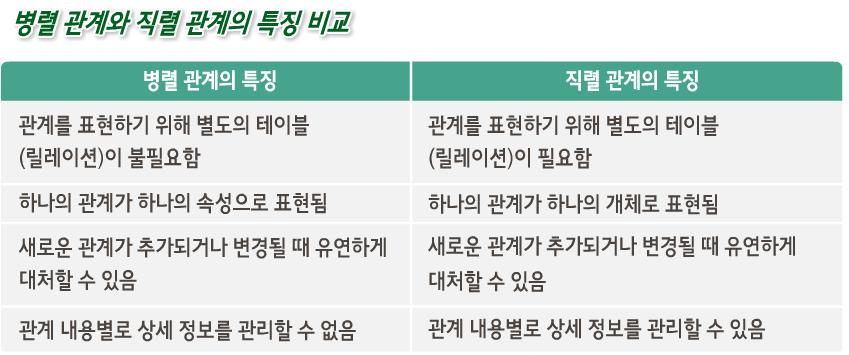 병렬 관계와 직렬 관계의 특징 비교
병렬 관계의 특징
직렬 관계의 특징
관계를 표현하기 위해 별도의 테이블
(릴레이션)이 불필요함
관계를 표현하기 위해 별도의 테이블
(릴레이션)이 필요함
하나의 관계가 하나의 속성으로 표현됨
하나의 관계가 하나의 개체로 표현됨
새로운 관계가 추가되거나 변경될 때 유연하게
대처할 수 있음
새로운 관계가 추가되거나 변경될 때 유연하게
대처할 수 있음
관계 내용별로 상세 정보를 관리할 수 없음
관계 내용별로 상세 정보를 관리할 수 있음